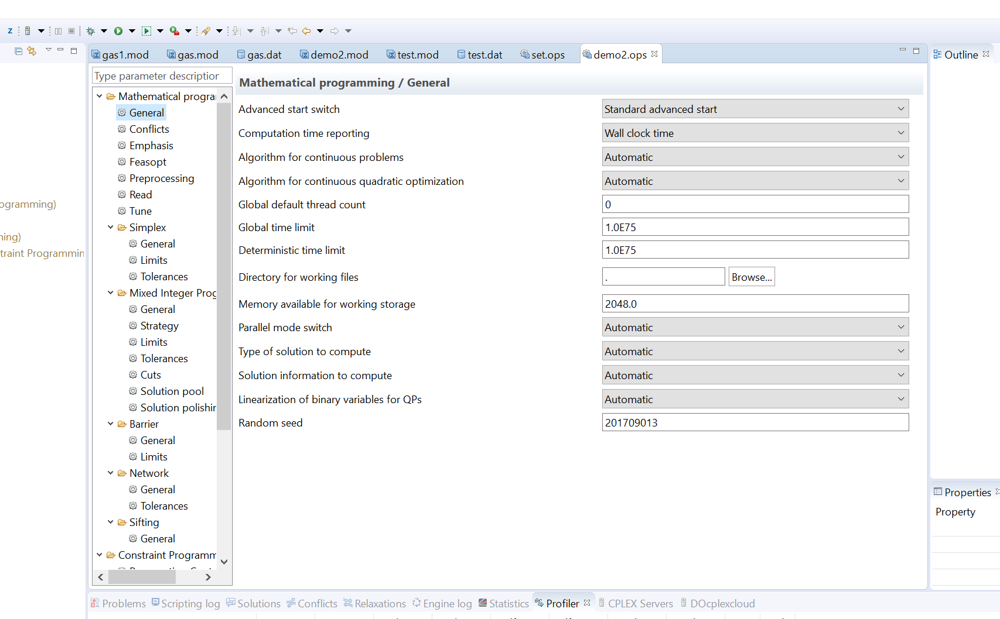 gas1.mod gas.mod gas.dat demo2.mod test.mod test.dat set.ops demo2.ops
Outline
Type parameter description
Mathematical programming / General
Mathematical progra
General
Conflicts
Emphasis
Feasopt
Preprocessing
Read
Tune
Simplex
General
Limits
Tolerances
Mixed Integer Prog
General
Strategy
Limits
Tolerances
Cuts
Solution pool
Solution polishin
Barrier
General
Limits
Network
General
Tolerances
Sifting
General
Constraint Programm
ogramming)
ning)
traint Programmin
Advanced start switch Standard advanced start
Computation time reporting Wall clock time
Algorithm for continuous problems Automatic
Algorithm for continuous quadratic optimization Automatic
Global default thread count 0
Global time limit 1.0E75
Deterministic time limit 1.0E75
Directory for working files . Browse...
Memory available for working storage 2048.0
Parallel mode switch Automatic
Type of solution to compute Automatic
Solution information to compute Automatic
Linearization of binary variables for QPs Automatic
Random seed 201709013
Properties
Property
Problems Scripting log Solutions Conflicts Relaxations Engine log Statistics Profiler CPLEX Servers DOcplexcloud